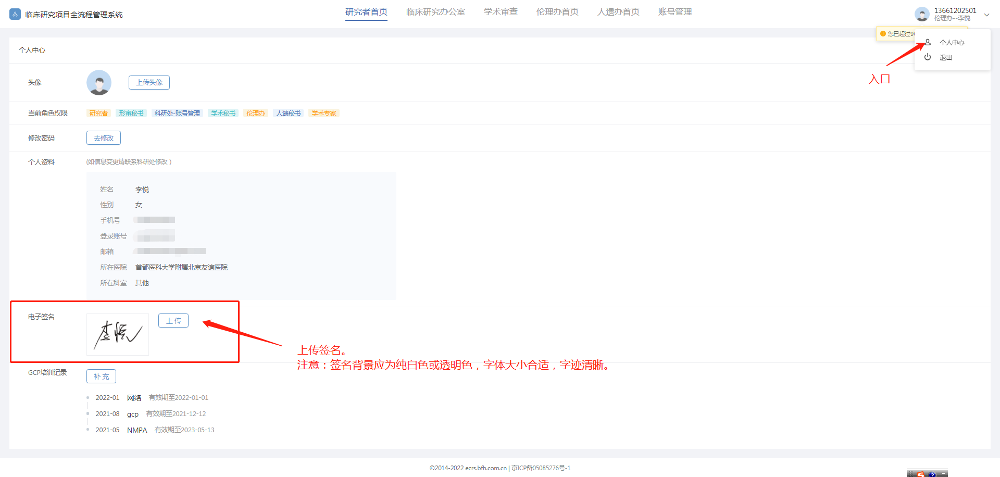 临床研究项目全流程管理系统
研究者首页 临床研究办公室 学术审查 伦理办首页 人遗办首页 账号管理
13661202501
伦理办--李悦
您已超过90
个人中心
退出
入口
个人中心
头像 上传头像
当前角色权限 研究者 形审秘书 科研处-账号管理 学术秘书 伦理办 人遗秘书 学术专家
修改密码 去修改
个人资料 (如信息变更请联系科研处修改)
姓名 李悦
性别 女
手机号
登录账号
邮箱
所在医院 首都医科大学附属北京友谊医院
所在科室 其他
电子签名 李悦 上传
上传签名。
注意：签名背景应为纯白色或透明色，字体大小合适，字迹清晰。
GCP培训记录 补充
2022-01 网络 有效期至2022-01-01
2021-08 gcp 有效期至2021-12-12
2021-05 NMPA 有效期至2023-05-13
©2014-2022 ecrs.bfh.com.cn | 京ICP备05085276号-1